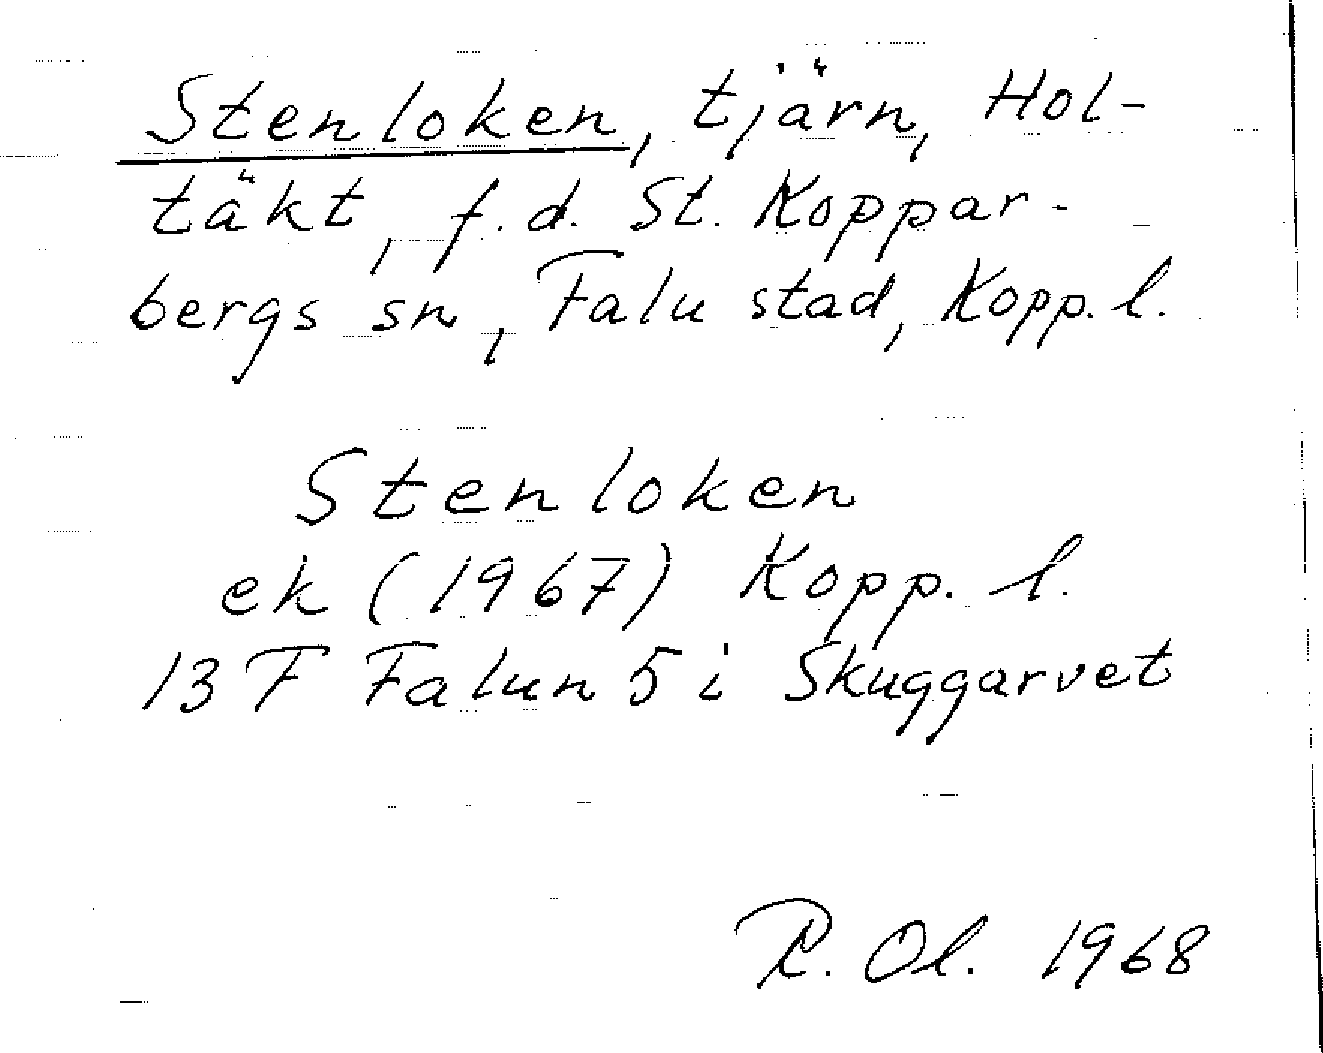 Stenloken, tjärn, Hol-
täkt, f.d. St. Koppar-
bergs sn, Falu stad, Kopp. l.
Stenloken
ek (1967) Kopp. l.
13 F Falun 5 i Skuggarvet
R. Ol. 1968